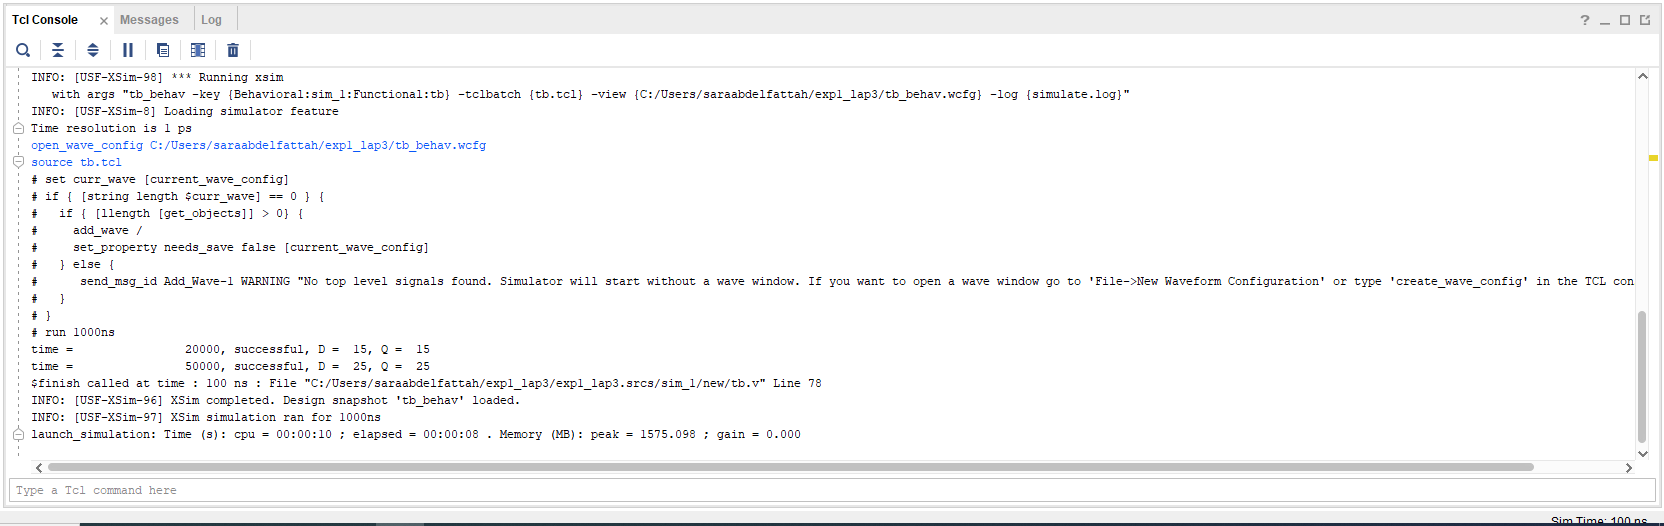 Tcl Console × Messages Log
INFO: [USF-XSim-98] *** Running xsim
with args "tb_behav -key {Behavioral:sim_1:Functional:tb} -tclbatch {tb.tcl} -view {C:/Users/saraabdelfattah/exp1_lap3/tb_behav.wcfg} -log {simulate.log}"
INFO: [USF-XSim-8] Loading simulator feature
Time resolution is 1 ps
open_wave_config C:/Users/saraabdelfattah/exp1_lap3/tb_behav.wcfg
source tb.tcl
# set curr_wave [current_wave_config]
# if { [string length $curr_wave] == 0 } {
#   if { [llength [get_objects]] > 0} {
#     add_wave /
#     set_property needs_save false [current_wave_config]
#   } else {
#      send_msg_id Add_Wave-1 WARNING "No top level signals found. Simulator will start without a wave window. If you want to open a wave window go to 'File->New Waveform Configuration' or type 'create_wave_config' in the TCL con
#   }
# }
# run 1000ns
time =                20000, successful, D =  15, Q =  15
time =                50000, successful, D =  25, Q =  25
$finish called at time : 100 ns : File "C:/Users/saraabdelfattah/exp1_lap3/exp1_lap3.srcs/sim_1/new/tb.v" Line 78
INFO: [USF-XSim-96] XSim completed. Design snapshot 'tb_behav' loaded.
INFO: [USF-XSim-97] XSim simulation ran for 1000ns
launch_simulation: Time (s): cpu = 00:00:10 ; elapsed = 00:00:08 . Memory (MB): peak = 1575.098 ; gain = 0.000
Type a Tcl command here
Sim Time: 100 ns